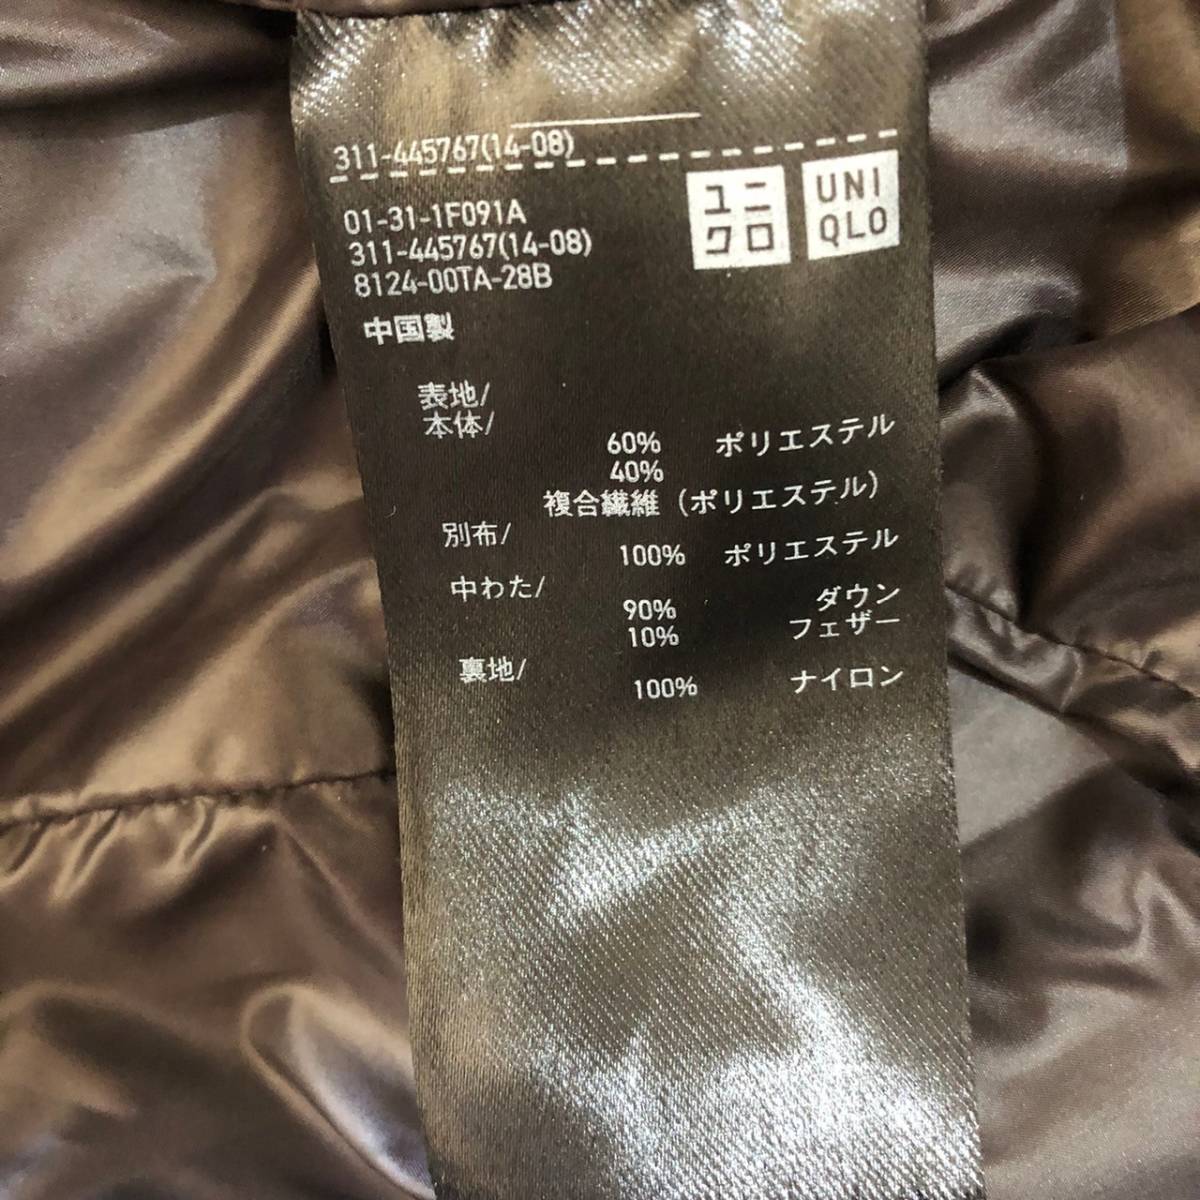 311-445767(14-08)
ユニ
クロ
UNI
QLO
01-31-1F091A
311-445767(14-08)
8124-00TA-28B
中国製
表地/
本体/
60% ポリエステル
40%
複合繊維（ポリエステル）
別布/
100% ポリエステル
中わた/
90% ダウン
10% フェザー
裏地/
100% ナイロン